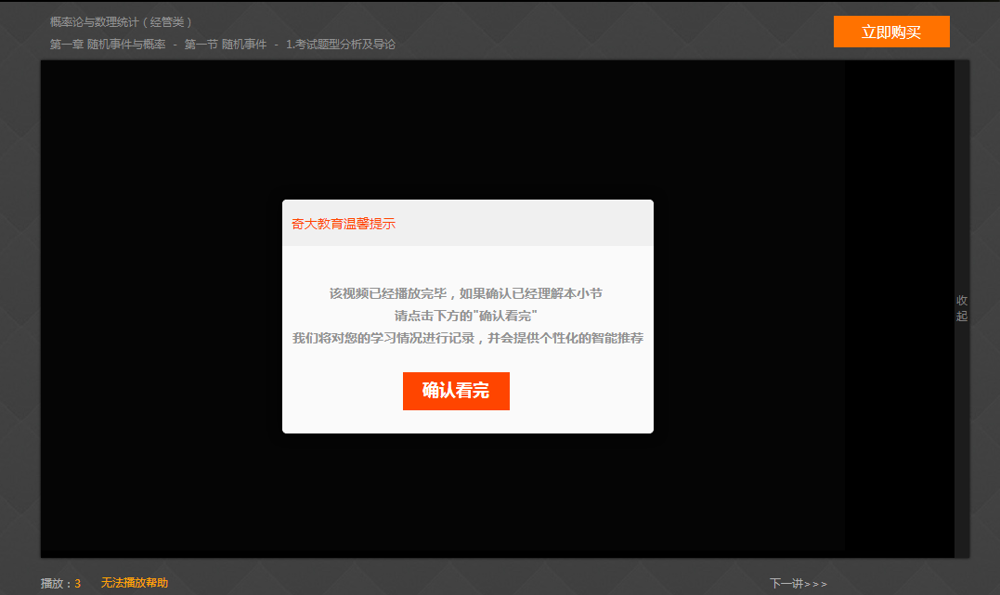 概率论与数理统计（经管类）
立即购买
第一章 随机事件与概率 - 第一节 随机事件 - 1.考试题型分析及导论
奇大教育温馨提示
该视频已经播放完毕，如果确认已经理解本小节
请点击下方的"确认看完"
我们将对您的学习情况进行记录，并会提供个性化的智能推荐
确认看完
收起
播放：3 无法播放帮助
下一讲>>>